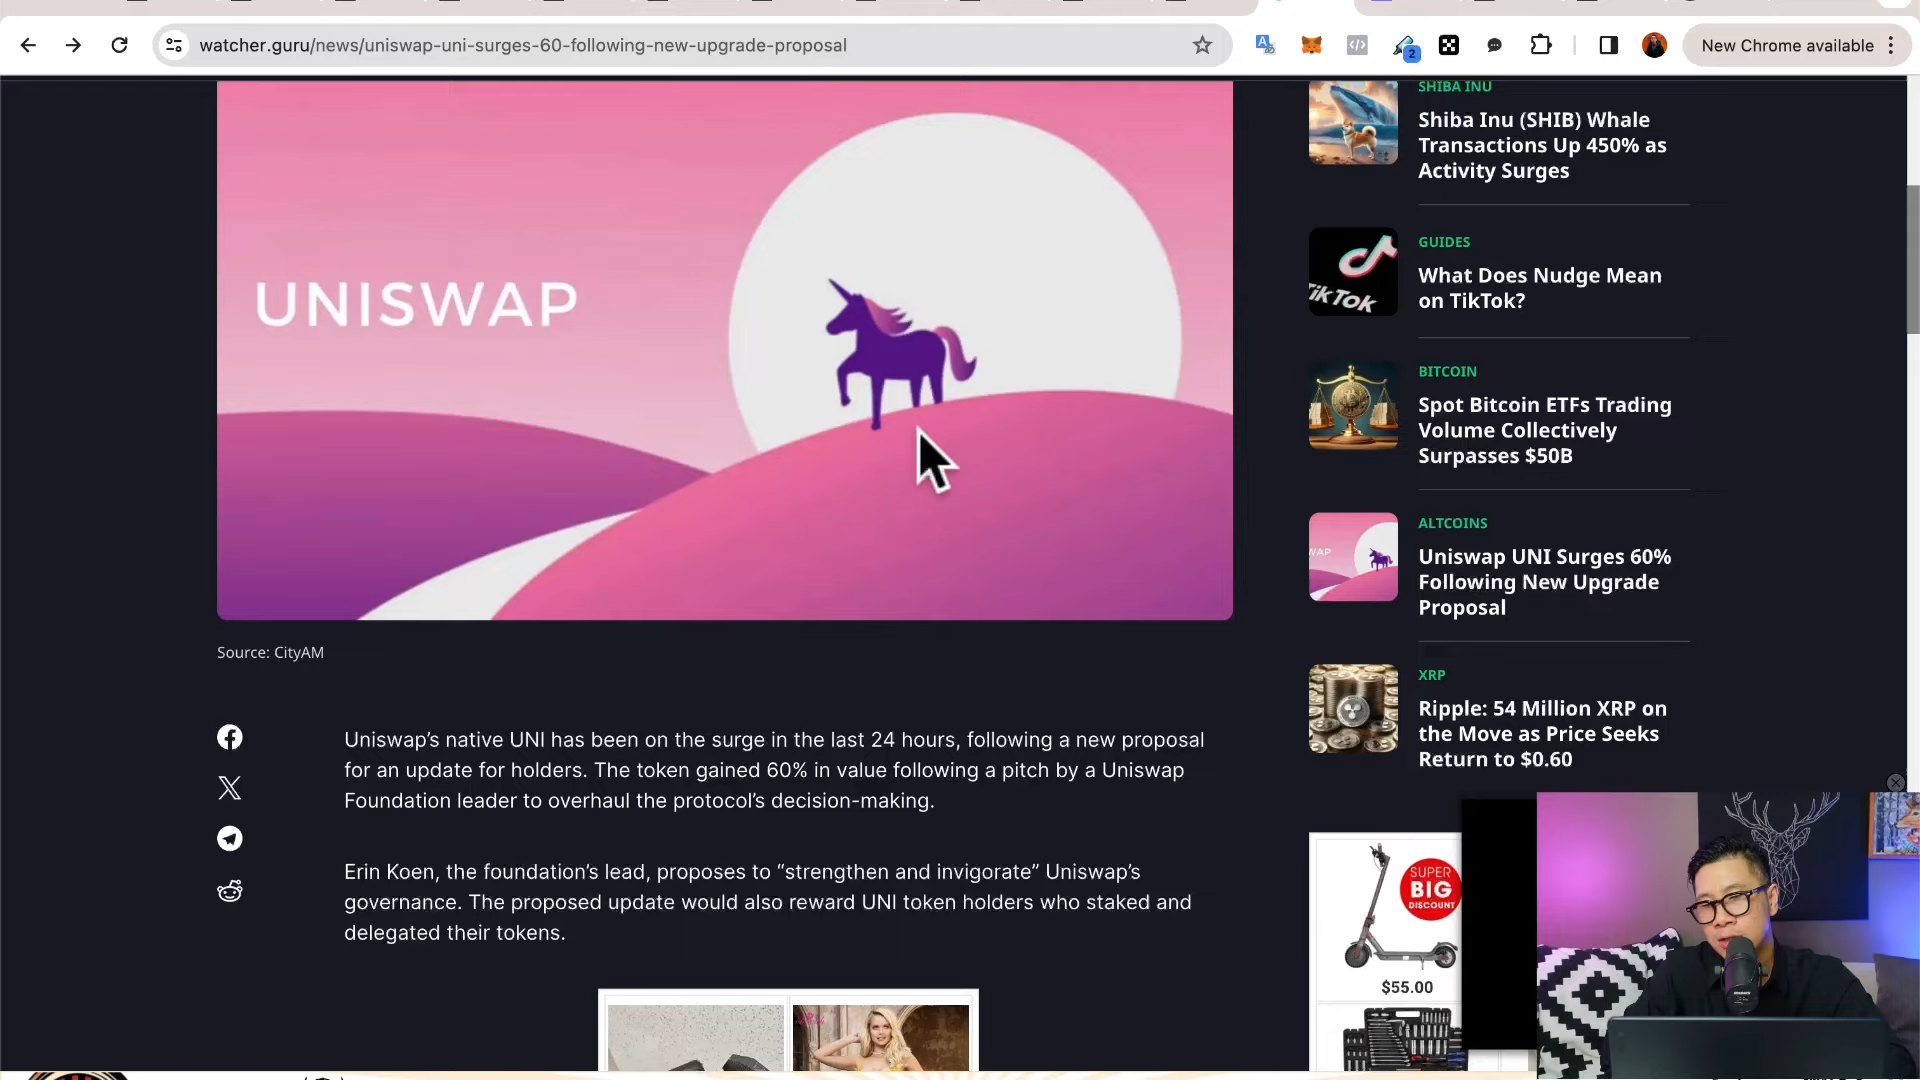 watcher.guru/news/uniswap-uni-surges-60-following-new-upgrade-proposal
2
New Chrome available
UNISWAP
Source: CityAM
Uniswap's native UNI has been on the surge in the last 24 hours, following a new proposal
for an update for holders. The token gained 60% in value following a pitch by a Uniswap
Foundation leader to overhaul the protocol's decision-making.
Erin Koen, the foundation's lead, proposes to “strengthen and invigorate” Uniswap's
governance. The proposed update would also reward UNI token holders who staked and
delegated their tokens.
SHIBA INU
Shiba Inu (SHIB) Whale
Transactions Up 450% as
Activity Surges
GUIDES
What Does Nudge Mean
on TikTok?
BITCOIN
Spot Bitcoin ETFs Trading
Volume Collectively
Surpasses $50B
ALTCOINS
Uniswap UNI Surges 60%
Following New Upgrade
Proposal
XRP
Ripple: 54 Million XRP on
the Move as Price Seeks
Return to $0.60
SUPER
BIG
DISCOUNT
$55.00